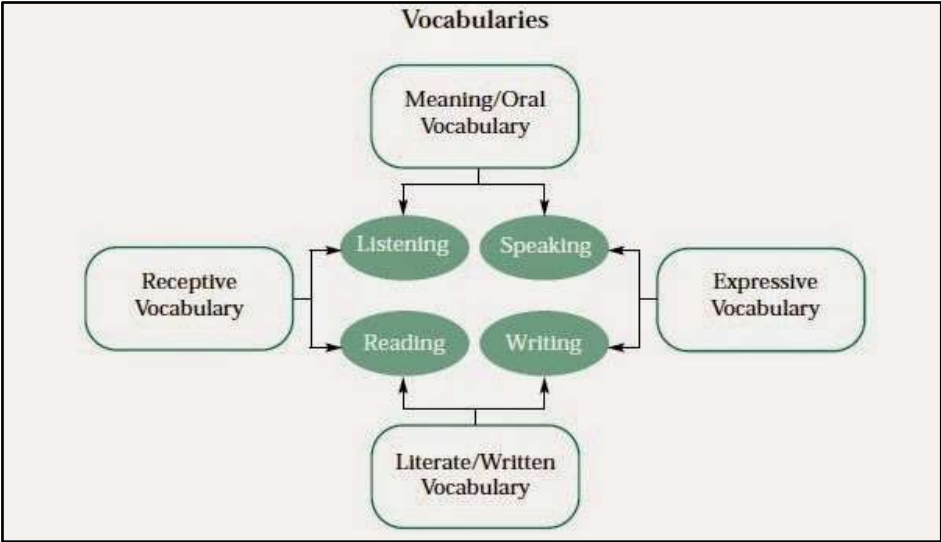 Vocabularies
Meaning/Oral
Vocabulary
Listening
Speaking
Receptive
Vocabulary
Expressive
Vocabulary
Reading
Writing
Literate/Written
Vocabulary